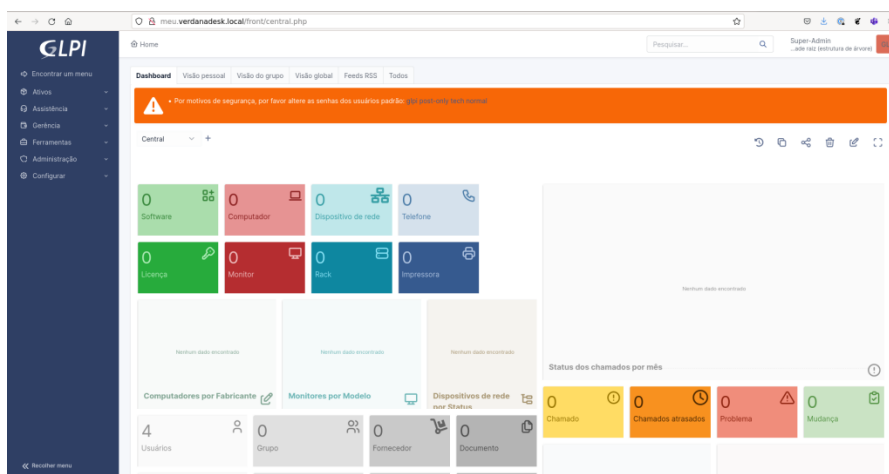 meu.verdanadesk.local/front/central.php
GLPI
Home
Pesquisar...
Super-Admin
...ade raiz (estrutura de árvore)
Encontrar um menu
Ativos
Assistência
Gerência
Ferramentas
Administração
Configurar
Dashboard
Visão pessoal
Visão do grupo
Visão global
Feeds RSS
Todos
• Por motivos de segurança, por favor altere as senhas dos usuários padrão: glpi post-only tech normal
Central
0
Software
0
Computador
0
Dispositivo de rede
0
Telefone
0
Licença
0
Monitor
0
Rack
0
Impressora
Nenhum dado encontrado
Status dos chamados por mês
Nenhum dado encontrado
Computadores por Fabricante
Nenhum dado encontrado
Monitores por Modelo
Nenhum dado encontrado
Dispositivos de rede
por Status
0
Chamado
0
Chamados atrasados
0
Problema
0
Mudança
4
Usuários
0
Grupo
0
Fornecedor
0
Documento
Recolher menu